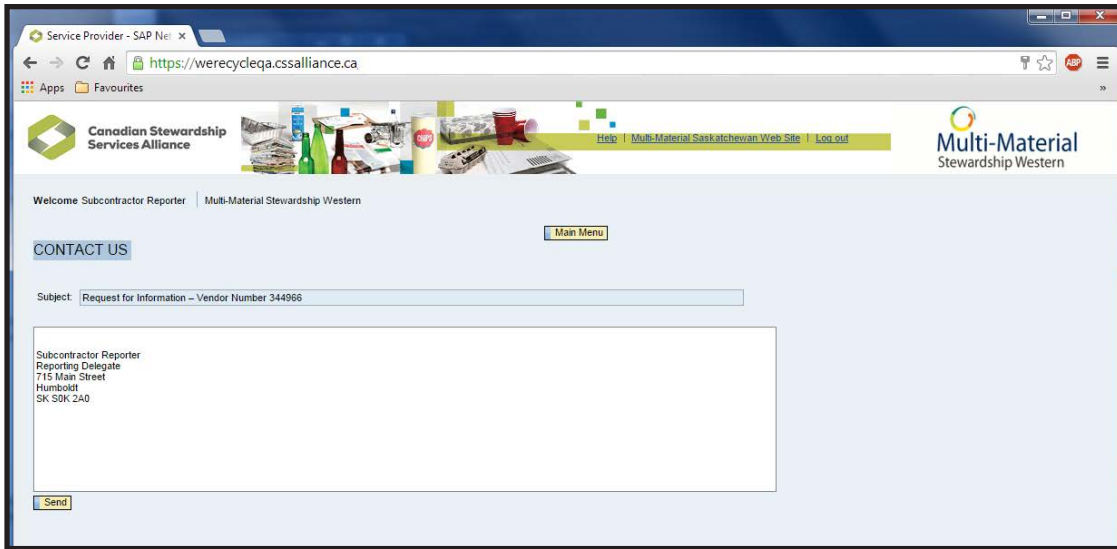 Service Provider - SAP Net
https://werecycleqa.cssalliance.ca
ABP
Apps Favourites »
Canadian Stewardship
Services Alliance
CHIPS
Help | Multi-Material Saskatchewan Web Site | Log out
Multi-Material
Stewardship Western
Welcome Subcontractor Reporter | Multi-Material Stewardship Western
Main Menu
CONTACT US
Subject: Request for Information – Vendor Number 344966
Subcontractor Reporter
Reporting Delegate
715 Main Street
Humboldt
SK S0K 2A0
Send